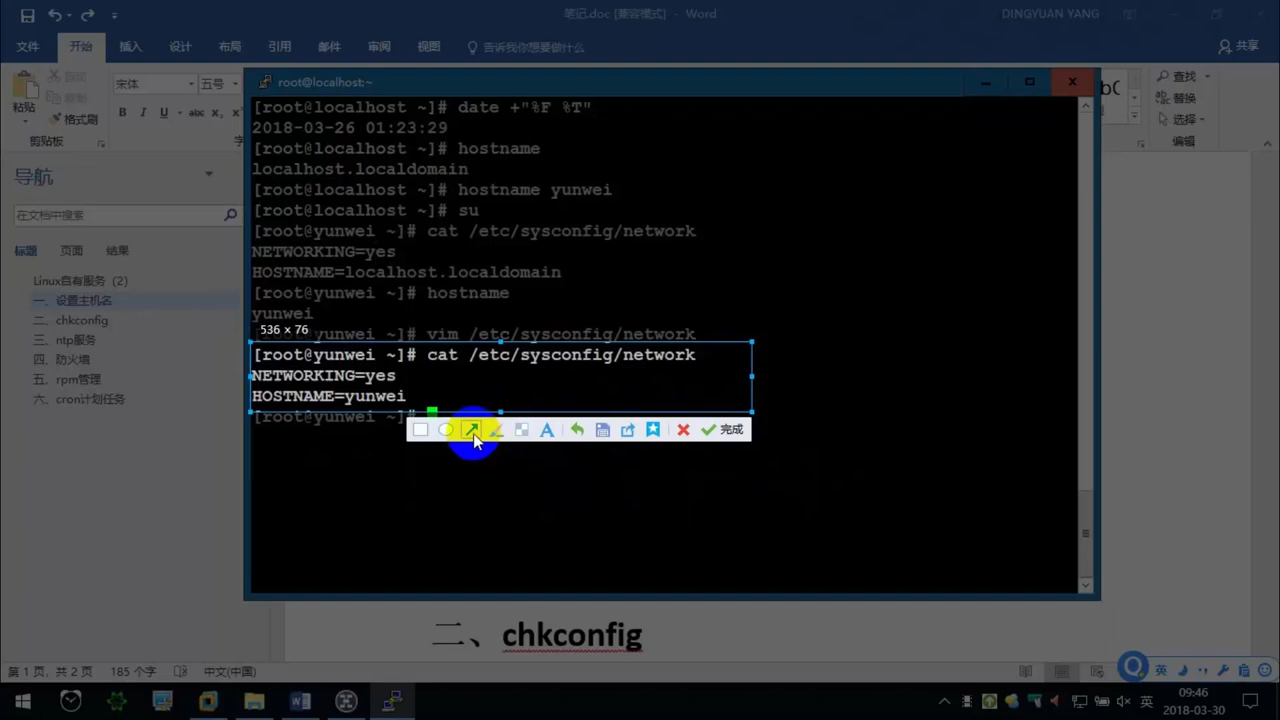 笔记.doc [兼容模式] - Word
DINGYUAN YANG
文件 开始 插入 设计 布局 引用 邮件 审阅 视图 告诉我你想要做什么 共享
粘贴
格式刷
剪贴板
宋体 五号
B I U abc x₂ x
查找
替换
选择
编辑
导航
在文档中搜索
标题 页面 结果
Linux自有服务 (2)
一、设置主机名
二、chkconfig
三、ntp服务
四、防火墙
五、rpm管理
六、cron计划任务
root@localhost:~
[root@localhost ~]# date +"%F %T"
2018-03-26 01:23:29
[root@localhost ~]# hostname
localhost.localdomain
[root@localhost ~]# hostname yunwei
[root@localhost ~]# su
[root@yunwei ~]# cat /etc/sysconfig/network
NETWORKING=yes
HOSTNAME=localhost.localdomain
[root@yunwei ~]# hostname
yunwei
536 × 76
[root@yunwei ~]# vim /etc/sysconfig/network
[root@yunwei ~]# cat /etc/sysconfig/network
NETWORKING=yes
HOSTNAME=yunwei
[root@yunwei ~]#
A 完成
二、chkconfig
第 1 页，共 2 页 185 个字 中文(中国)
英
英
09:46
2018-03-30